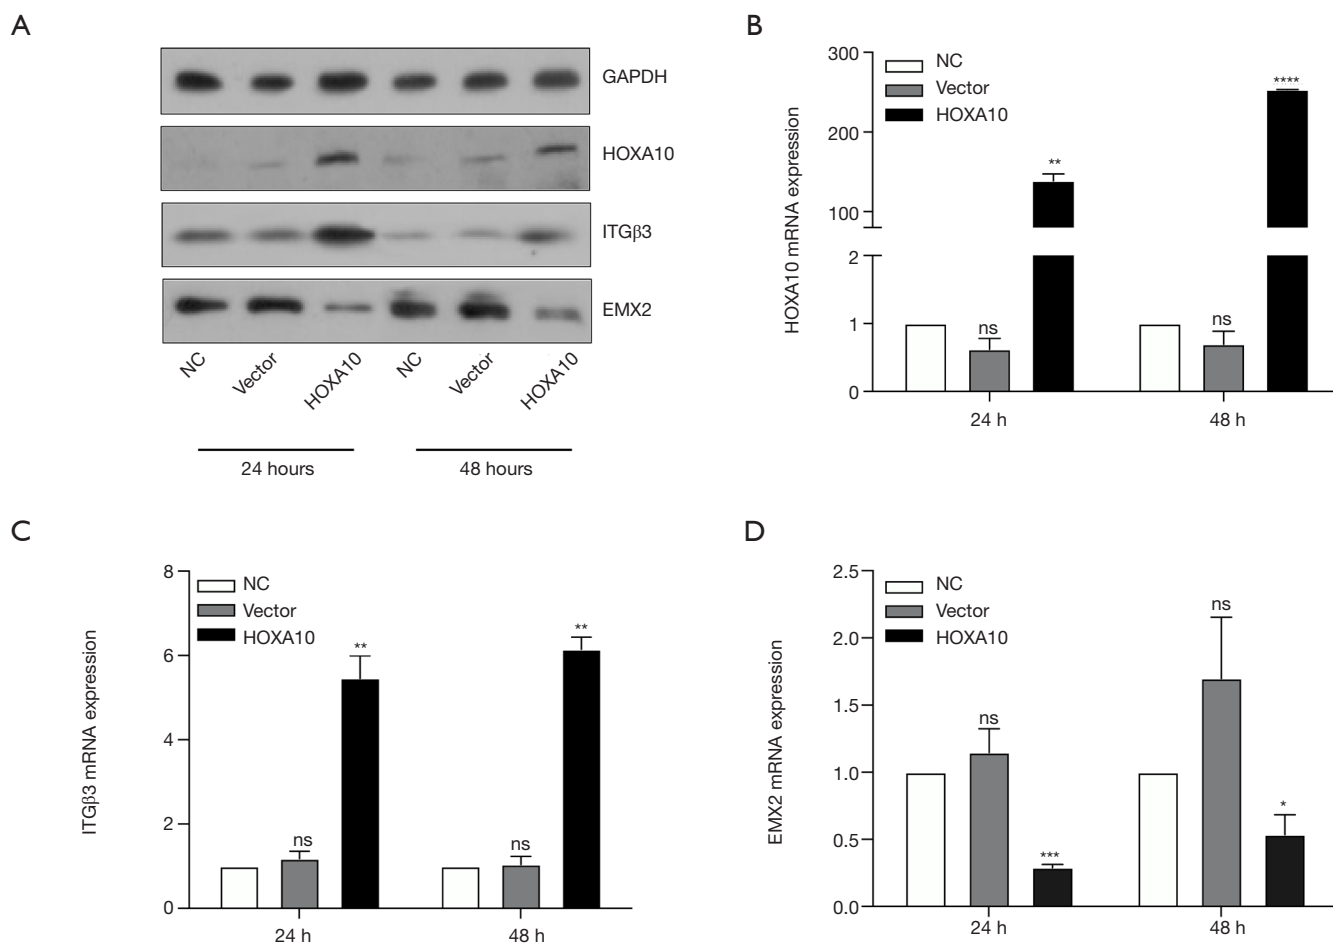 A
GAPDH
HOXA10
ITGβ3
EMX2
NC
Vector
HOXA10
NC
Vector
HOXA10
24 hours
48 hours
B
HOXA10 mRNA expression
300
200
100
2
1
0
NC
Vector
HOXA10
ns
**
ns
****
24 h
48 h
C
ITGβ3 mRNA expression
8
6
4
2
0
NC
Vector
HOXA10
ns
**
ns
**
24 h
48 h
D
EMX2 mRNA expression
2.5
2.0
1.5
1.0
0.5
0.0
NC
Vector
HOXA10
ns
***
ns
*
24 h
48 h